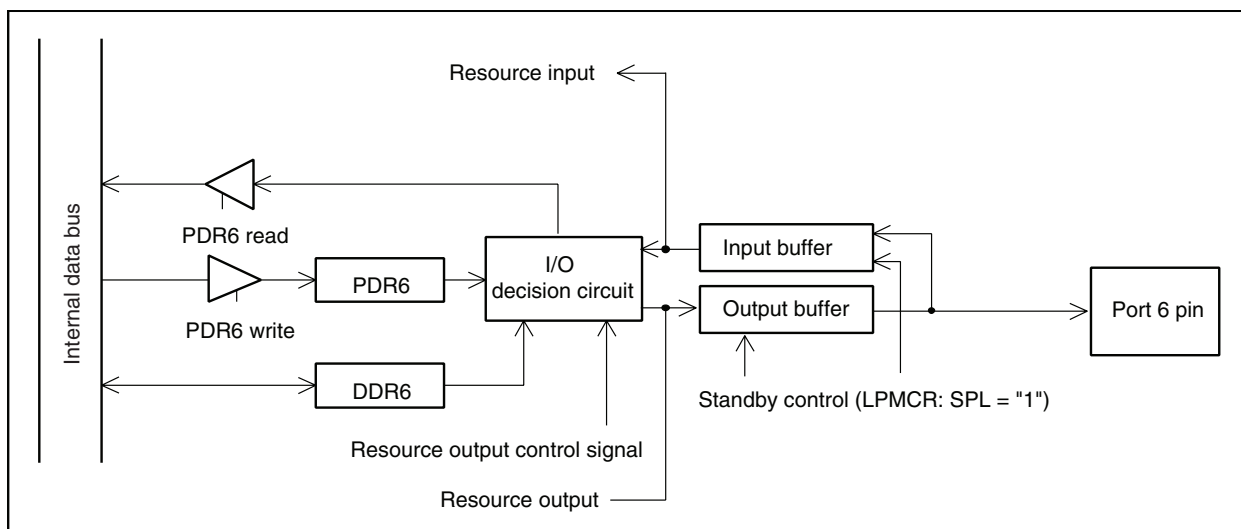 Resource input
Internal data bus
PDR6 read
I/O
decision circuit
Input buffer
PDR6
Output buffer
Port 6 pin
PDR6 write
DDR6
Standby control (LPMCR: SPL = "1")
Resource output control signal
Resource output